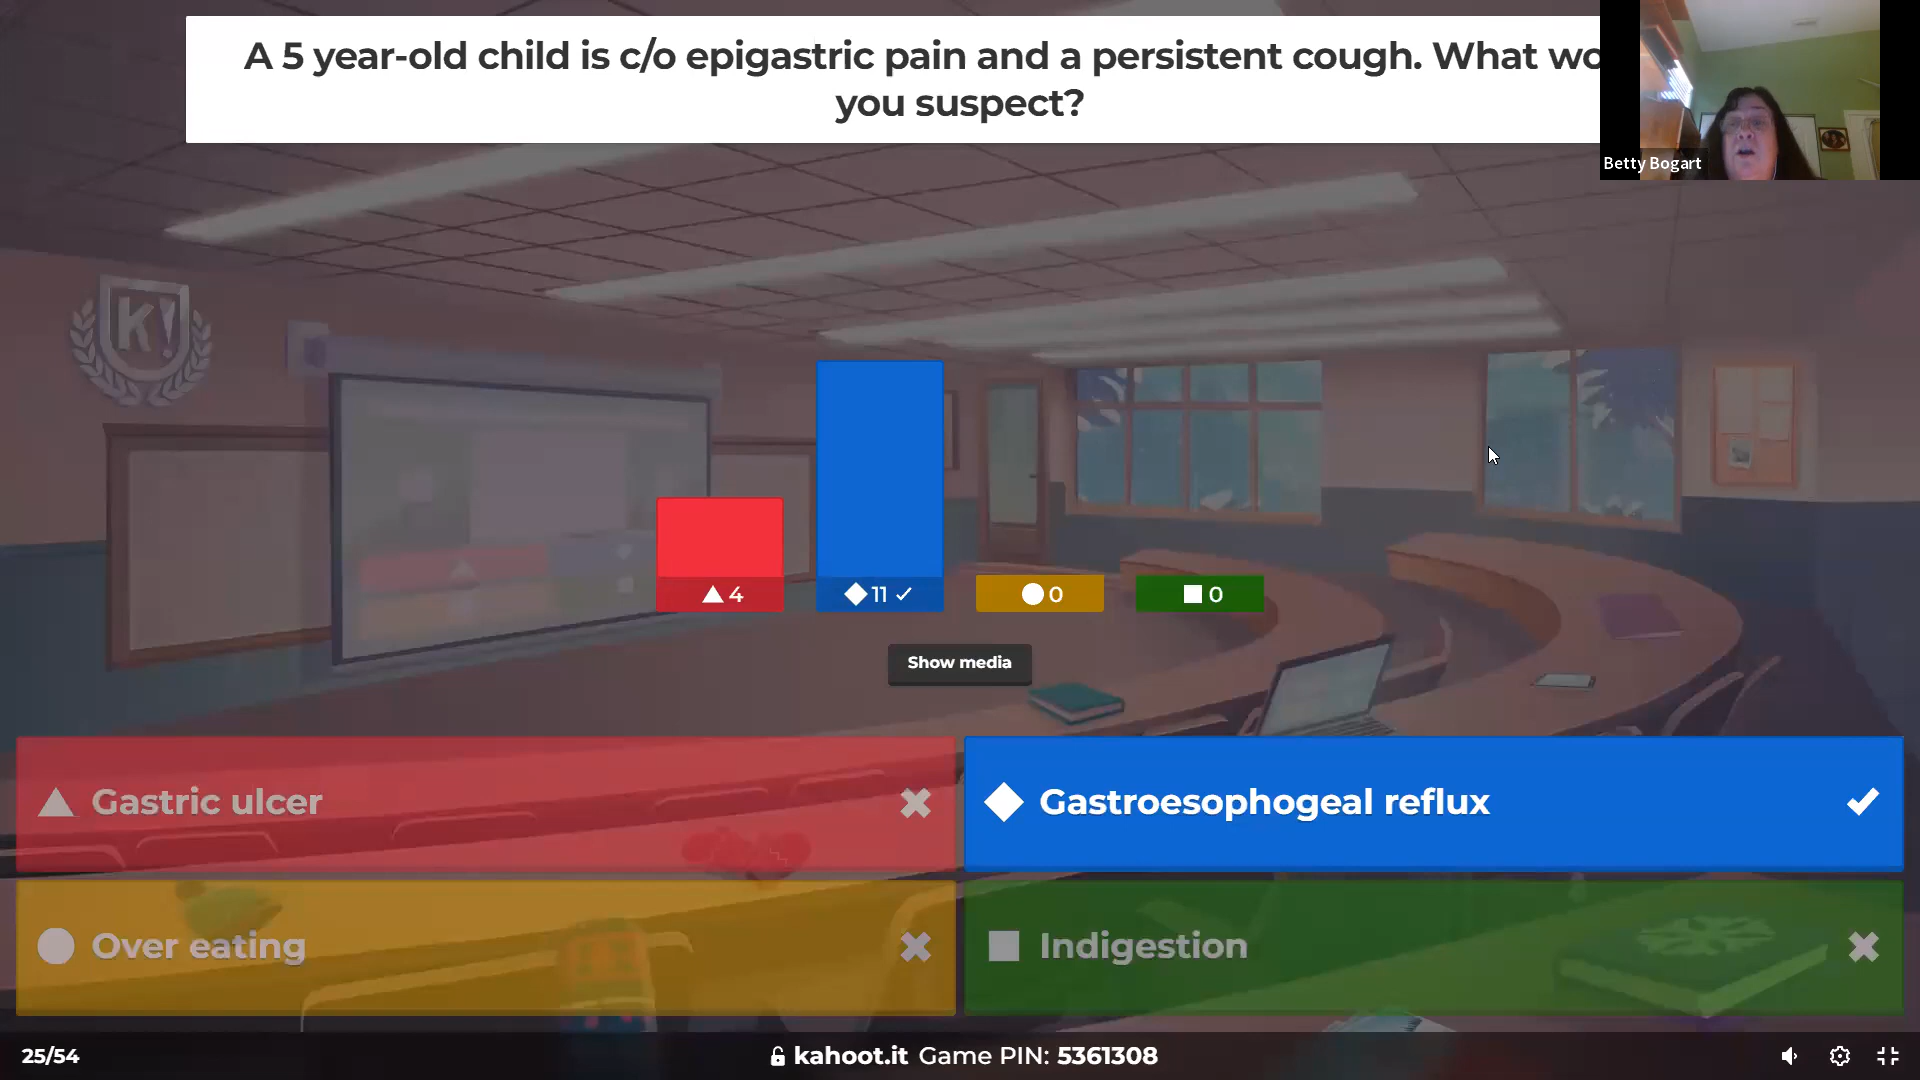 A 5 year-old child is c/o epigastric pain and a persistent cough. What wo
you suspect?
Betty Bogart
K!
4
11
0
0
Show media
Gastric ulcer
Gastroesophogeal reflux
Over eating
Indigestion
25/54
kahoot.it Game PIN: 5361308